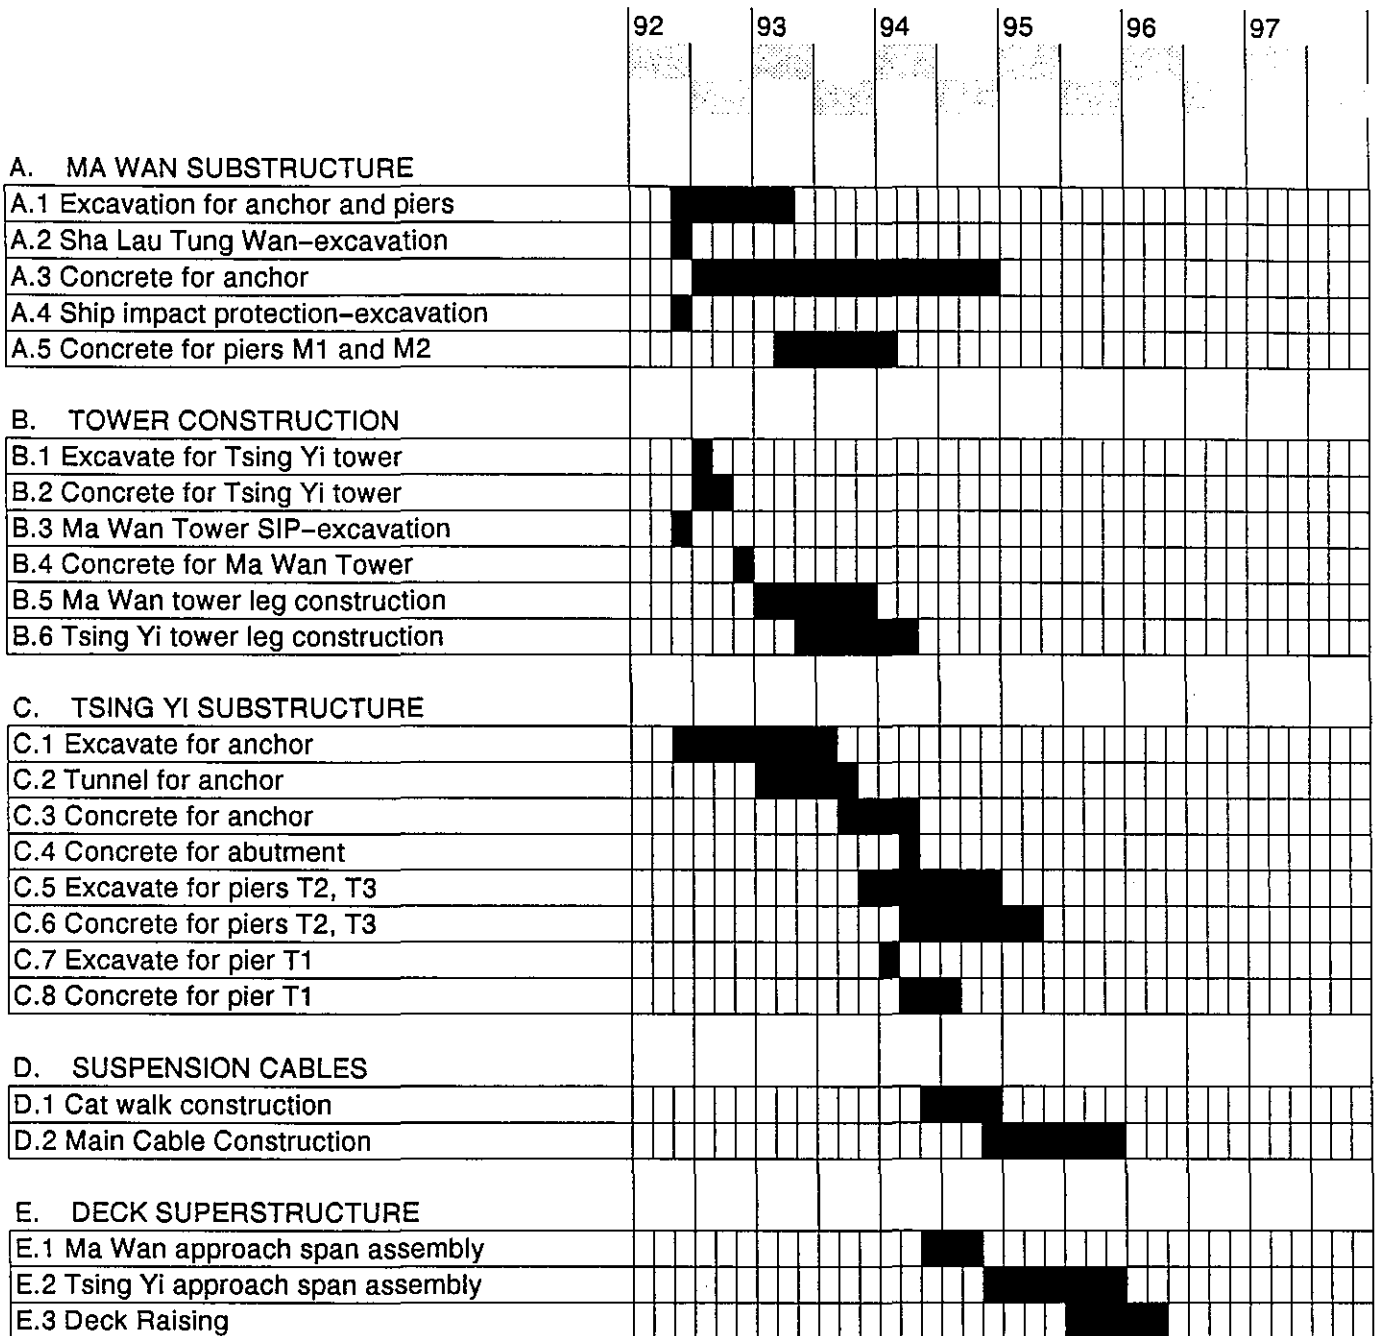 92 93 94 95 96 97
A. MA WAN SUBSTRUCTURE
A.1 Excavation for anchor and piers
A.2 Sha Lau Tung Wan-excavation
A.3 Concrete for anchor
A.4 Ship impact protection-excavation
A.5 Concrete for piers M1 and M2
B. TOWER CONSTRUCTION
B.1 Excavate for Tsing Yi tower
B.2 Concrete for Tsing Yi tower
B.3 Ma Wan Tower SIP-excavation
B.4 Concrete for Ma Wan Tower
B.5 Ma Wan tower leg construction
B.6 Tsing Yi tower leg construction
C. TSING YI SUBSTRUCTURE
C.1 Excavate for anchor
C.2 Tunnel for anchor
C.3 Concrete for anchor
C.4 Concrete for abutment
C.5 Excavate for piers T2, T3
C.6 Concrete for piers T2, T3
C.7 Excavate for pier T1
C.8 Concrete for pier T1
D. SUSPENSION CABLES
D.1 Cat walk construction
D.2 Main Cable Construction
E. DECK SUPERSTRUCTURE
E.1 Ma Wan approach span assembly
E.2 Tsing Yi approach span assembly
E.3 Deck Raising